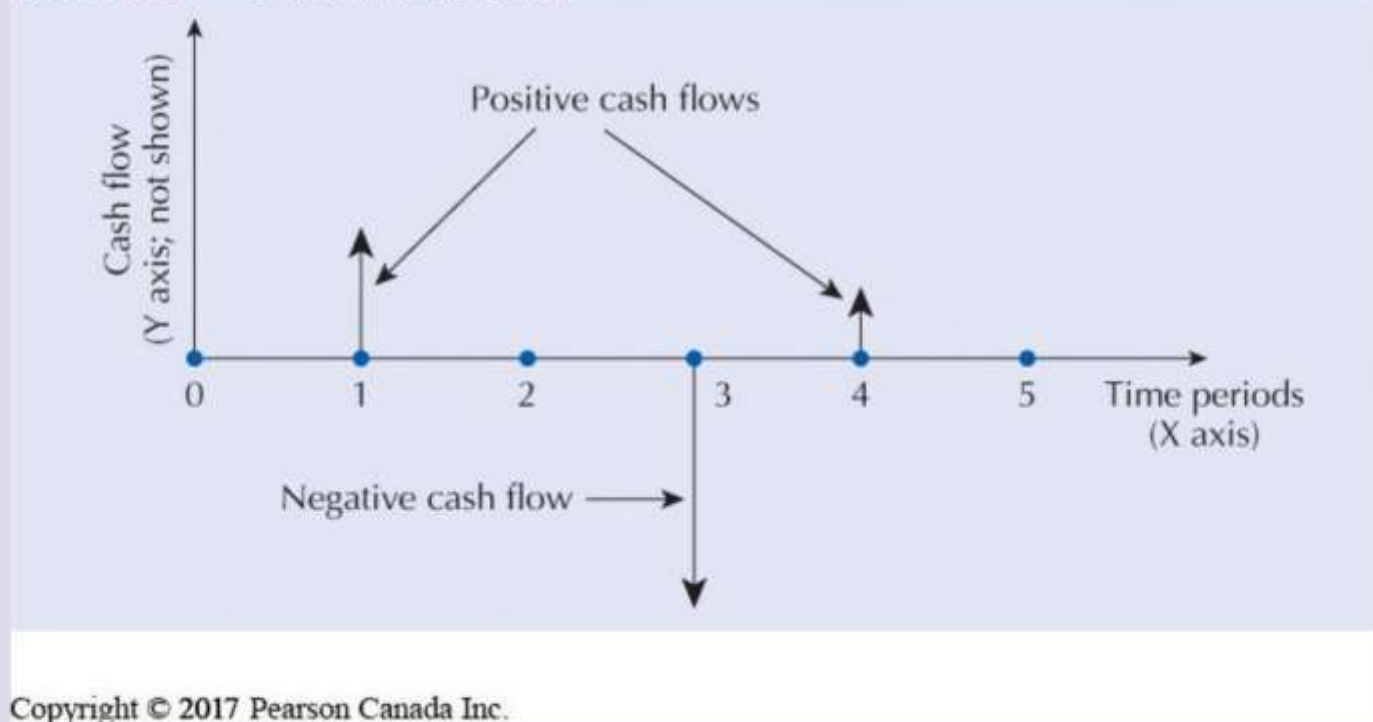 Positive cash flows
Cash flow
(Y axis; not shown)
0
1
2
3
4
5
Time periods
(X axis)
Negative cash flow
Copyright © 2017 Pearson Canada Inc.